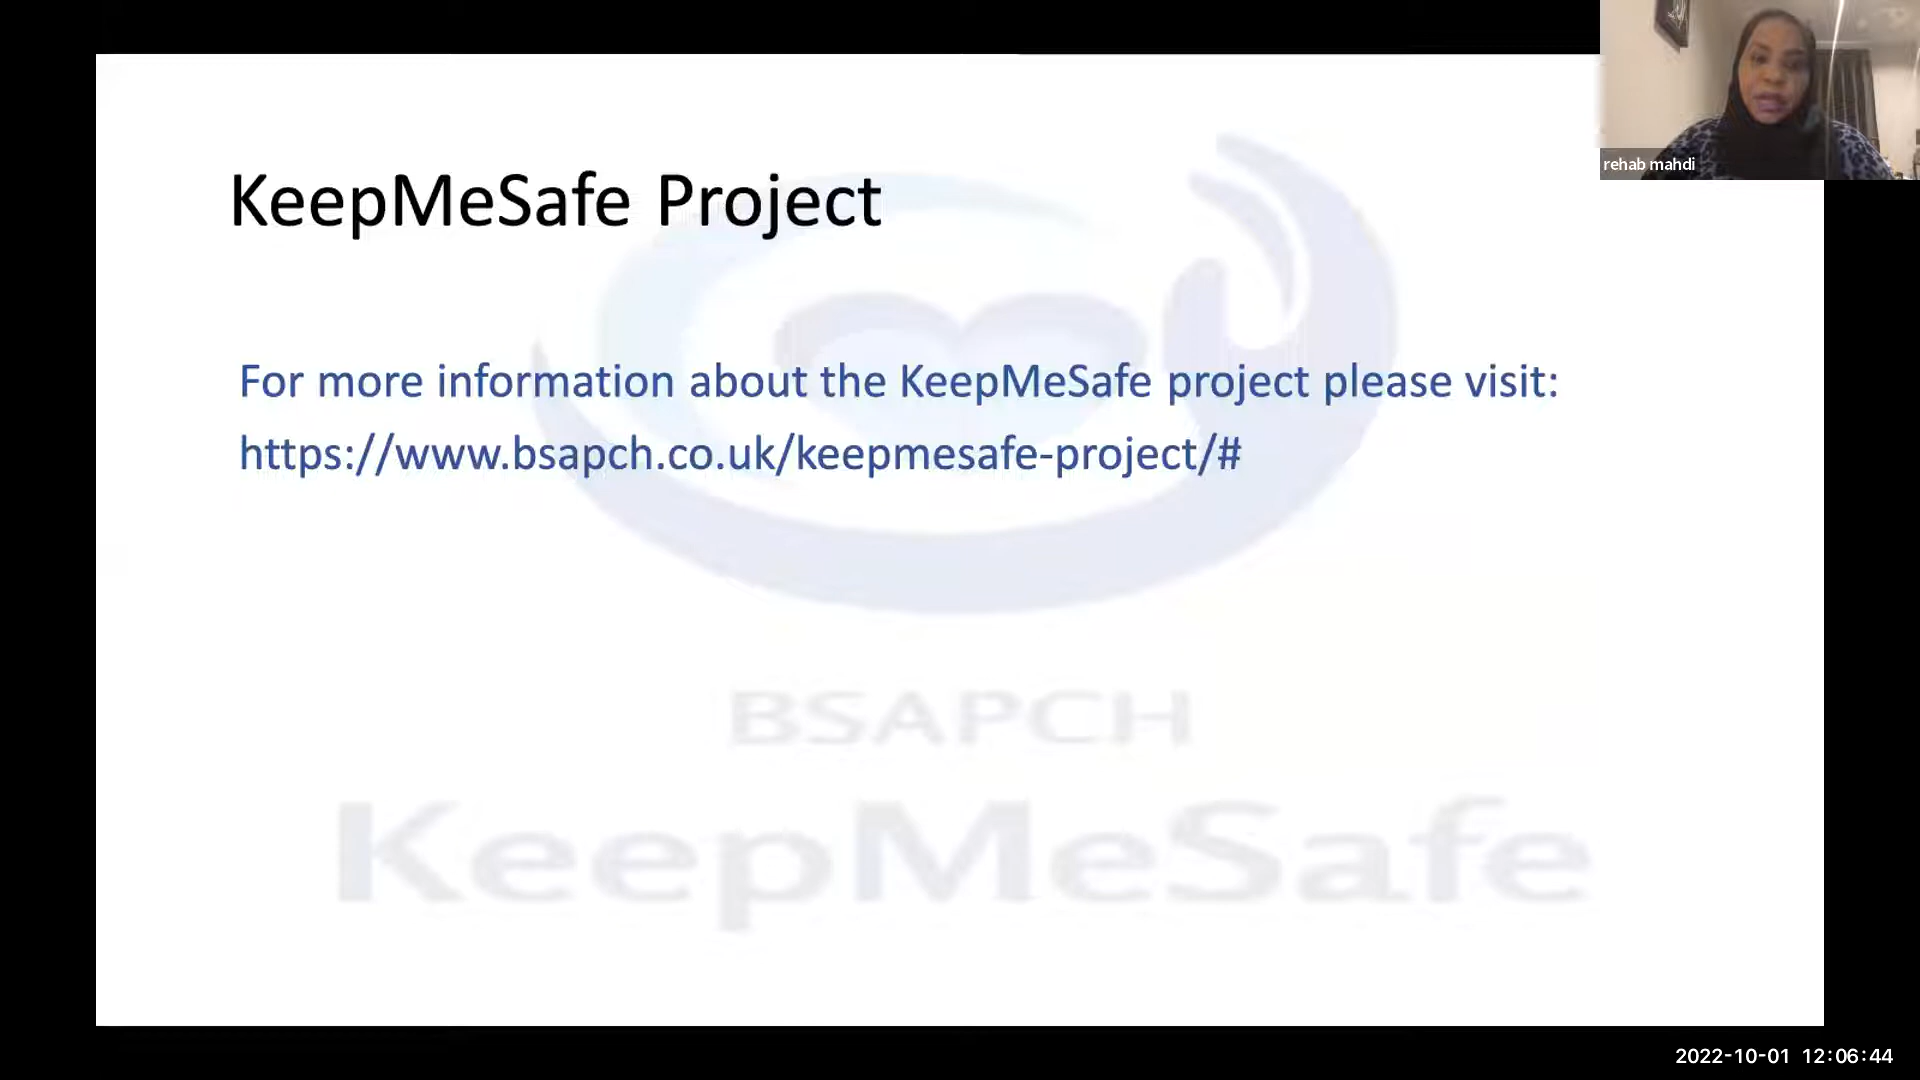 rehab mahdi
KeepMeSafe Project
For more information about the KeepMeSafe project please visit:
https://www.bsapch.co.uk/keepmesafe-project/#
BSAPCH
KeepMeSafe
2022-10-01 12:06:44